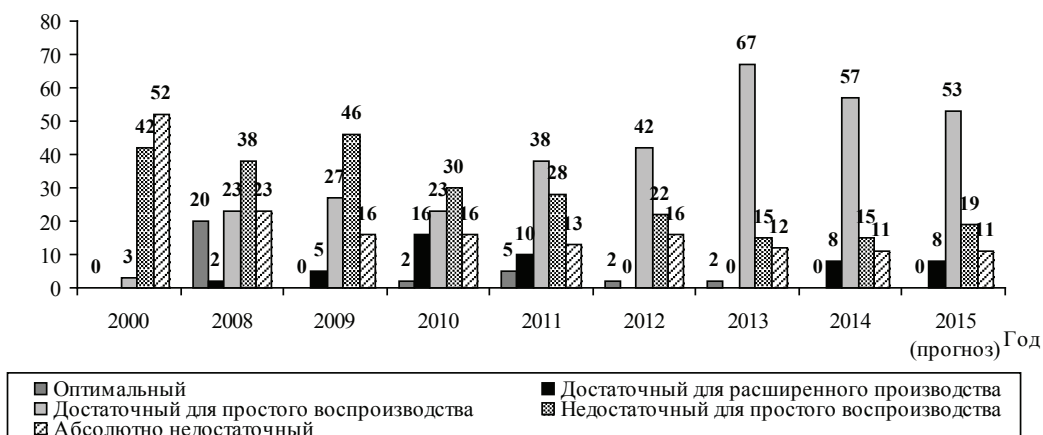 80
70
60
50
40
30
20
10
0
0 3 42 52
20 2 23 38 23
0 5 27 46 16
2 16 23 30 16
5 10 38 28 13
2 0 42 22 16
2 0 67 15 12
0 8 57 15 11
0 8 53 19 11
2000 2008 2009 2010 2011 2012 2013 2014 2015 Год
(прогноз)
Оптимальный Достаточный для расширенного производства
Достаточный для простого воспроизводства Недостаточный для простого воспроизводства
Абсолютно недостаточный